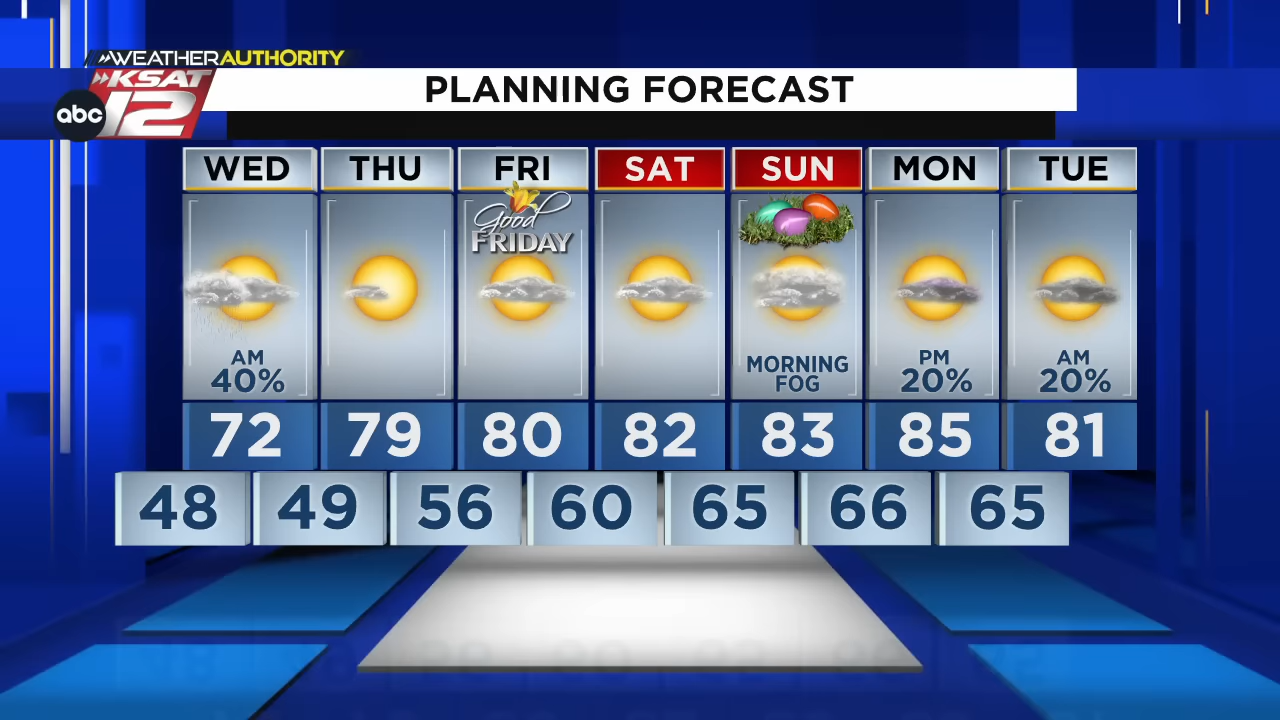 WEATHERAUTHORITY
KSAT
abc 12
PLANNING FORECAST
WED THU FRI SAT SUN MON TUE
Good
FRIDAY
AM
40%
MORNING
FOG
PM
20%
AM
20%
72 79 80 82 83 85 81
48 49 56 60 65 66 65